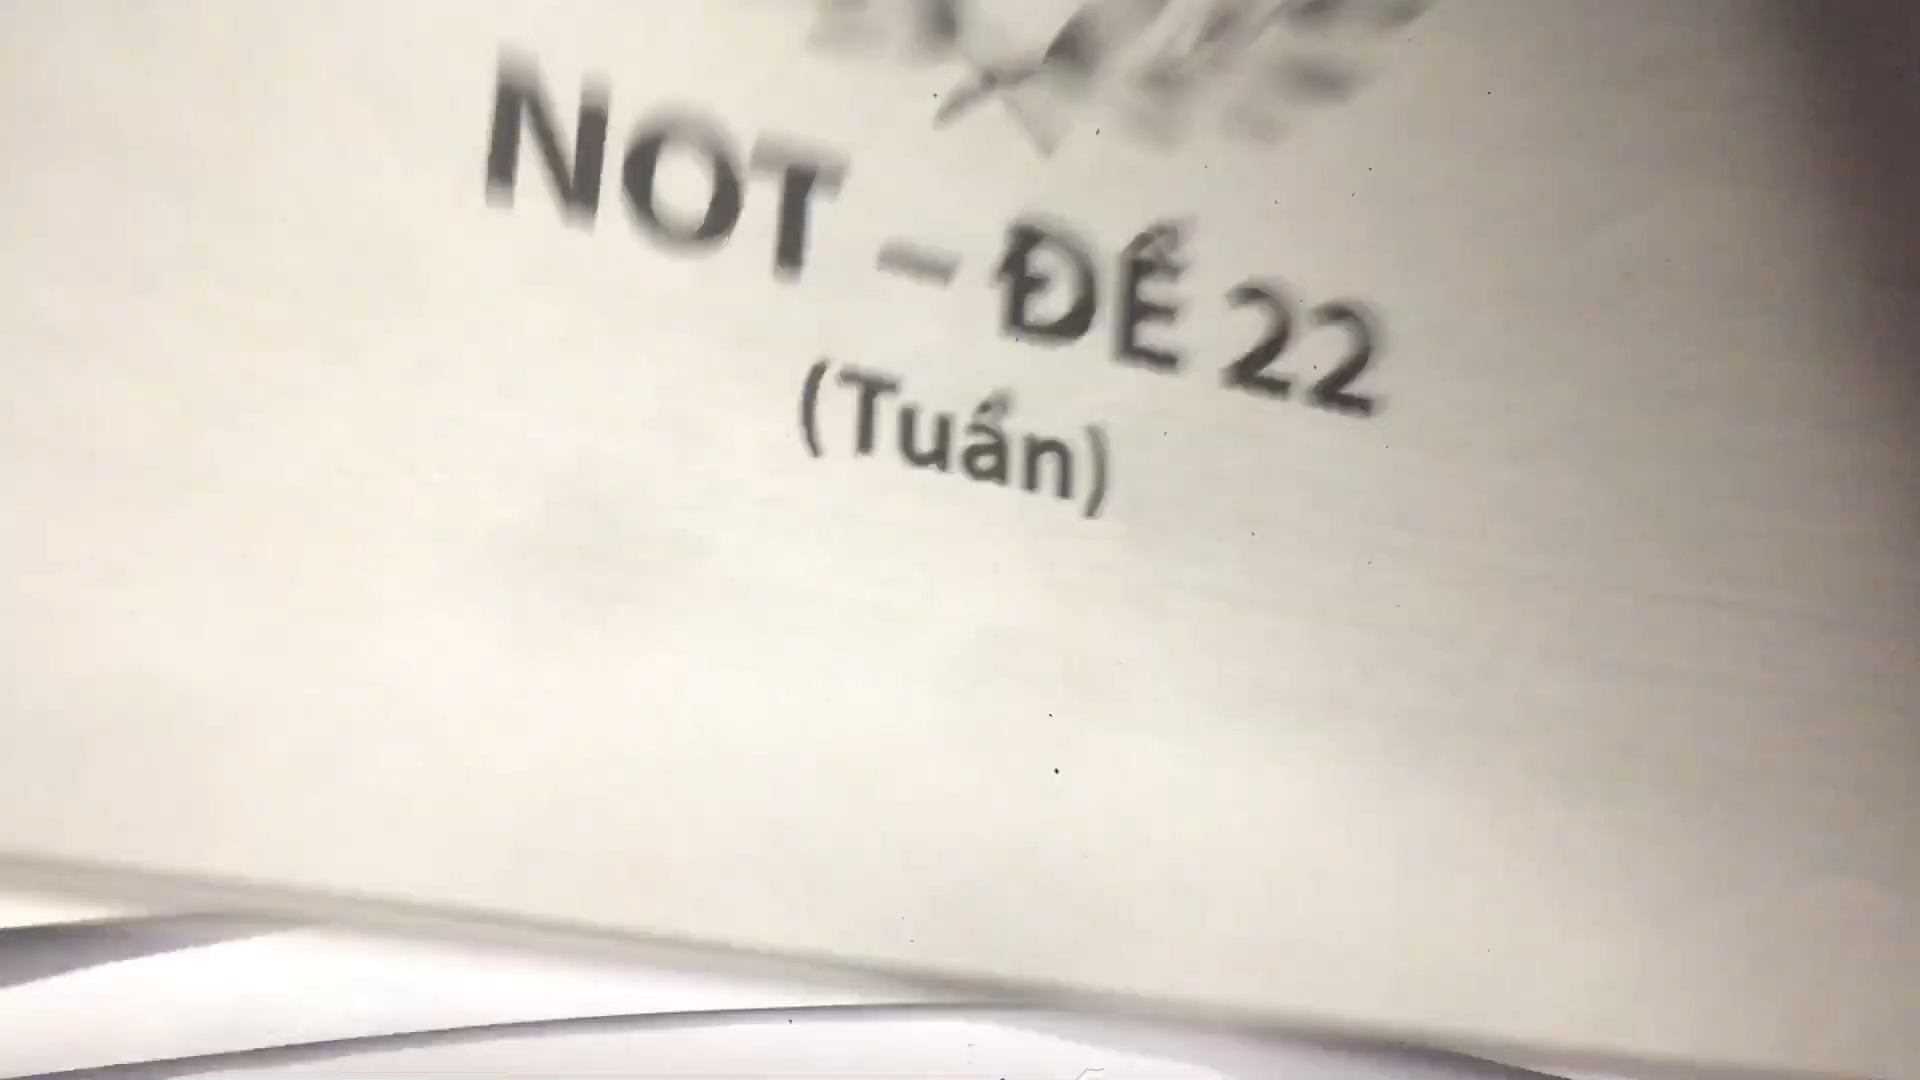 NOT – ĐỀ 22
(Tuấn)